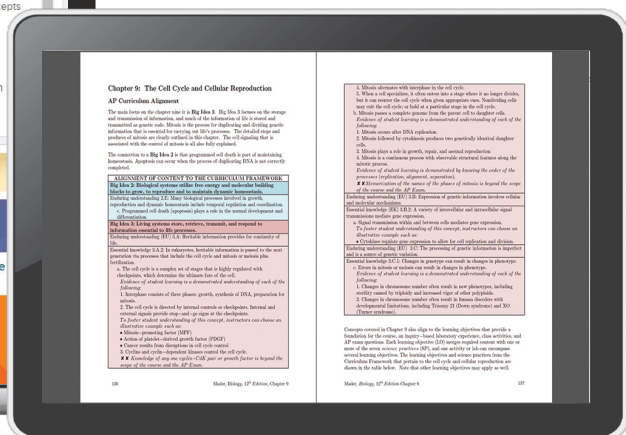 cepts
Chapter 9: The Cell Cycle and Cellular Reproduction
AP Curriculum Alignment
The main focus on the chapter nine is Big Idea 3. Big Idea 3 focuses on the storage
and transmission of information, and much of the information of life is stored and
transmitted as genetic code. Mitosis is the process for duplicating and dividing genetic
information that is essential for carrying out life's processes. The detailed steps and
produces of mitosis are clearly outlined in this chapter. The cell signaling that is
associated with the control of mitosis is all also fully explained.
The connection to a Big Idea 2 is that programmed cell death is part of maintaining
homeostasis. Apoptosis can occur when the process of duplicating DNA is not correctly
completed.
ALIGNMENT OF CONTENT TO THE CURRICULUM FRAMEWORK
Big Idea 2: Biological systems utilize free energy and molecular building
blocks to grow, to reproduce and to maintain dynamic homeostasis.
Enduring understanding 2.E: Many biological processes involved in growth,
reproduction and dynamic homeostasis include temporal regulation and coordination.
c. Programmed cell death (apoptosis) plays a role in the normal development and
differentiation.
Big Idea 3: Living systems store, retrieve, transmit, and respond to
information essential to life processes.
Enduring understanding (EU) 3.A: Heritable information provides for continuity of
life.
Essential knowledge 3.A.2: In eukaryotes, heritable information is passed to the next
generation via processes that include the cell cycle and mitosis or meiosis plus
fertilization.
a. The cell cycle is a complex set of stages that is highly regulated with
checkpoints, which determine the ultimate fate of the cell.
Evidence of student learning is a demonstrated understanding of each of the
following:
1. Interphase consists of three phases: growth, synthesis of DNA, preparation for
mitosis.
2. The cell cycle is directed by internal controls or checkpoints. Internal and
external signals provide stop–and–go signs at the checkpoints.
To foster student understanding of this concept, instructors can choose an
illustrative example such as:
• Mitosis–promoting factor (MPF)
• Action of platelet–derived growth factor (PDGF)
• Cancer results from disruptions in cell cycle control
3. Cyclins and cyclin–dependent kinases control the cell cycle.
✘✘ Knowledge of any one cyclin–CdK pair or growth factor is beyond the
scope of the course and the AP Exam.
136 Mader, Biology, 12th Edition, Chapter 9
4. Mitosis alternates with interphase in the cell cycle.
5. When a cell specializes, it often enters into a stage where it no longer divides,
but it can reenter the cell cycle when given appropriate cues. Nondividing cells
may exit the cell cycle; or hold at a particular stage in the cell cycle.
b. Mitosis passes a complete genome from the parent cell to daughter cells.
Evidence of student learning is a demonstrated understanding of each of the
following:
1. Mitosis occurs after DNA replication.
2. Mitosis followed by cytokinesis produces two genetically identical daughter
cells.
3. Mitosis plays a role in growth, repair, and asexual reproduction
4. Mitosis is a continuous process with observable structural features along the
mitotic process.
Evidence of student learning is demonstrated by knowing the order of the
processes (replication, alignment, separation).
✘✘ Memorization of the names of the phases of mitosis is beyond the scope
of the course and the AP Exam.
Enduring understanding (EU) 3.B: Expression of genetic information involves cellular
and molecular mechanisms.
Essential knowledge (EK) 3.B.2: A variety of intercellular and intracellular signal
transmissions mediate gene expression.
a. Signal transmission within and between cells mediates gene expression.
To foster student understanding of this concept, instructors can choose an
illustrative example such as:
• Cytokines regulate gene expression to allow for cell replication and division.
Enduring understanding (EU) 3.C: The processing of genetic information is imperfect
and is a source of genetic variation.
Essential knowledge 3.C.1: Changes in genotype can result in changes in phenotype.
c. Errors in mitosis or meiosis can result in changes in phenotype.
Evidence of student learning is a demonstrated understanding of each of the
following:
1. Changes in chromosome number often result in new phenotypes, including
sterility caused by triploidy and increased vigor of other polyploids.
2. Changes in chromosome number often result in human disorders with
developmental limitations, including Trisomy 21 (Down syndrome) and XO
(Turner syndrome).
Concepts covered in Chapter 9 also align to the learning objectives that provide a
foundation for the course, an inquiry–based laboratory experience, class activities, and
AP exam questions. Each learning objective (LO) merges required content with one or
more of the seven science practices (SP), and one activity or lab can encompass
several learning objectives. The learning objectives and science practices from the
Curriculum Framework that pertain to the cell cycle and cellular reproduction are
shown in the table below. Note that other learning objectives may apply as well.
Mader, Biology, 12th Edition Chapter 9 137